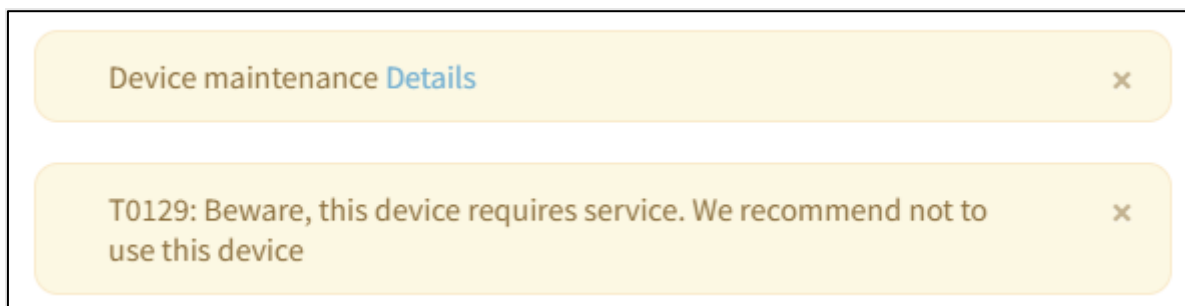 Device maintenance Details
×
T0129: Beware, this device requires service. We recommend not to
×
use this device